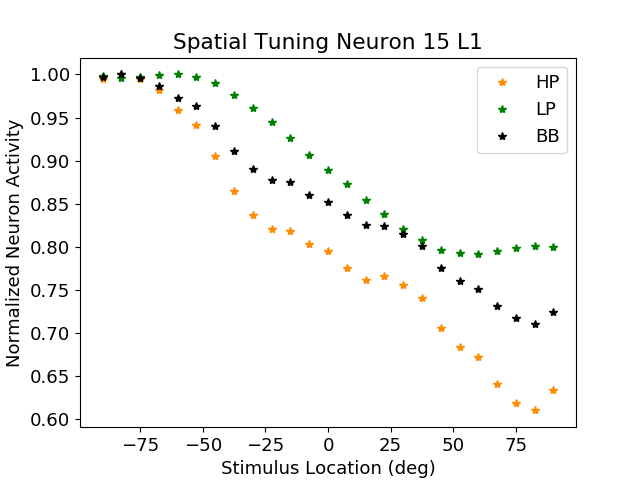 Spatial Tuning Neuron 15 L1
HP
LP
BB
Normalized Neuron Activity
1.00
0.95
0.90
0.85
0.80
0.75
0.70
0.65
0.60
−75 −50 −25 0 25 50 75
Stimulus Location (deg)